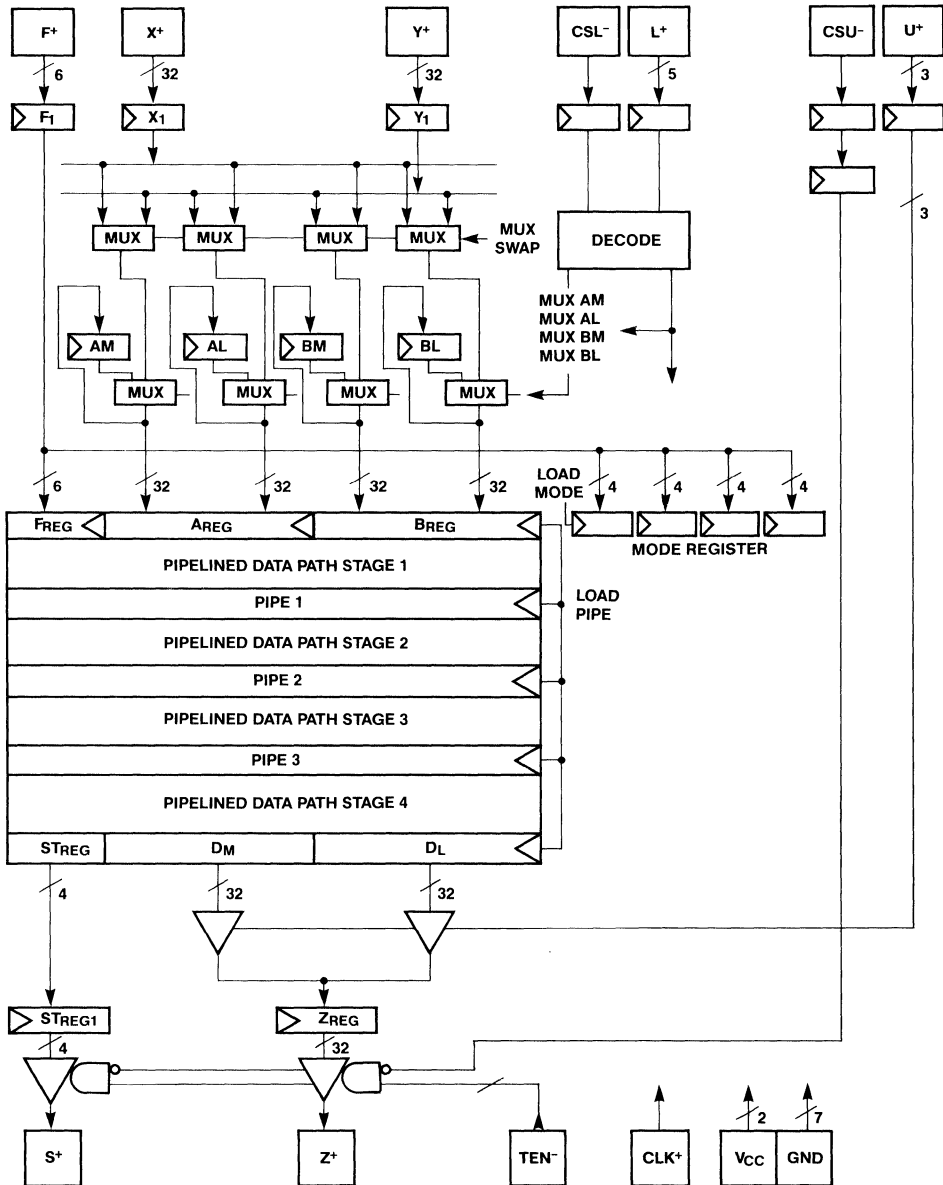 F+ X+ Y+ CSL- L+ CSU- U+
6 32 32 5 3
F1 X1 Y1
3
MUX MUX MUX MUX MUX SWAP DECODE
MUX AM
MUX AL
MUX BM
MUX BL
AM AL BM BL
MUX MUX MUX MUX
6 32 32 32 32 LOAD MODE 4 4 4 4
FREG AREG BREG
MODE REGISTER
PIPELINED DATA PATH STAGE 1
PIPE 1
LOAD PIPE
PIPELINED DATA PATH STAGE 2
PIPE 2
PIPELINED DATA PATH STAGE 3
PIPE 3
PIPELINED DATA PATH STAGE 4
STREG DM DL
4 32 32
STREG1 ZREG
4 32
2 7
S+ Z+ TEN- CLK+ VCC GND